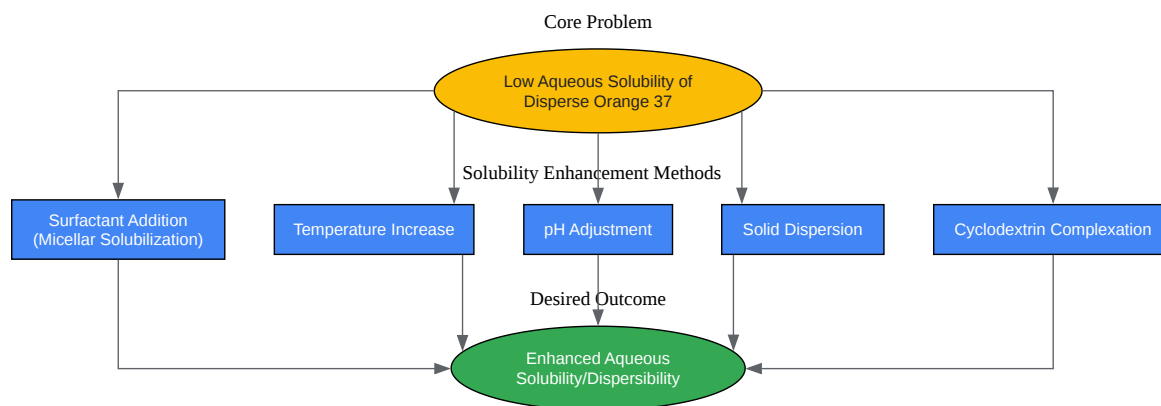 Core Problem
Low Aqueous Solubility of
Disperse Orange 37
Solubility Enhancement Methods
Surfactant Addition
(Micellar Solubilization)
Temperature Increase
pH Adjustment
Solid Dispersion
Cyclodextrin Complexation
Desired Outcome
Enhanced Aqueous
Solubility/Dispersibility